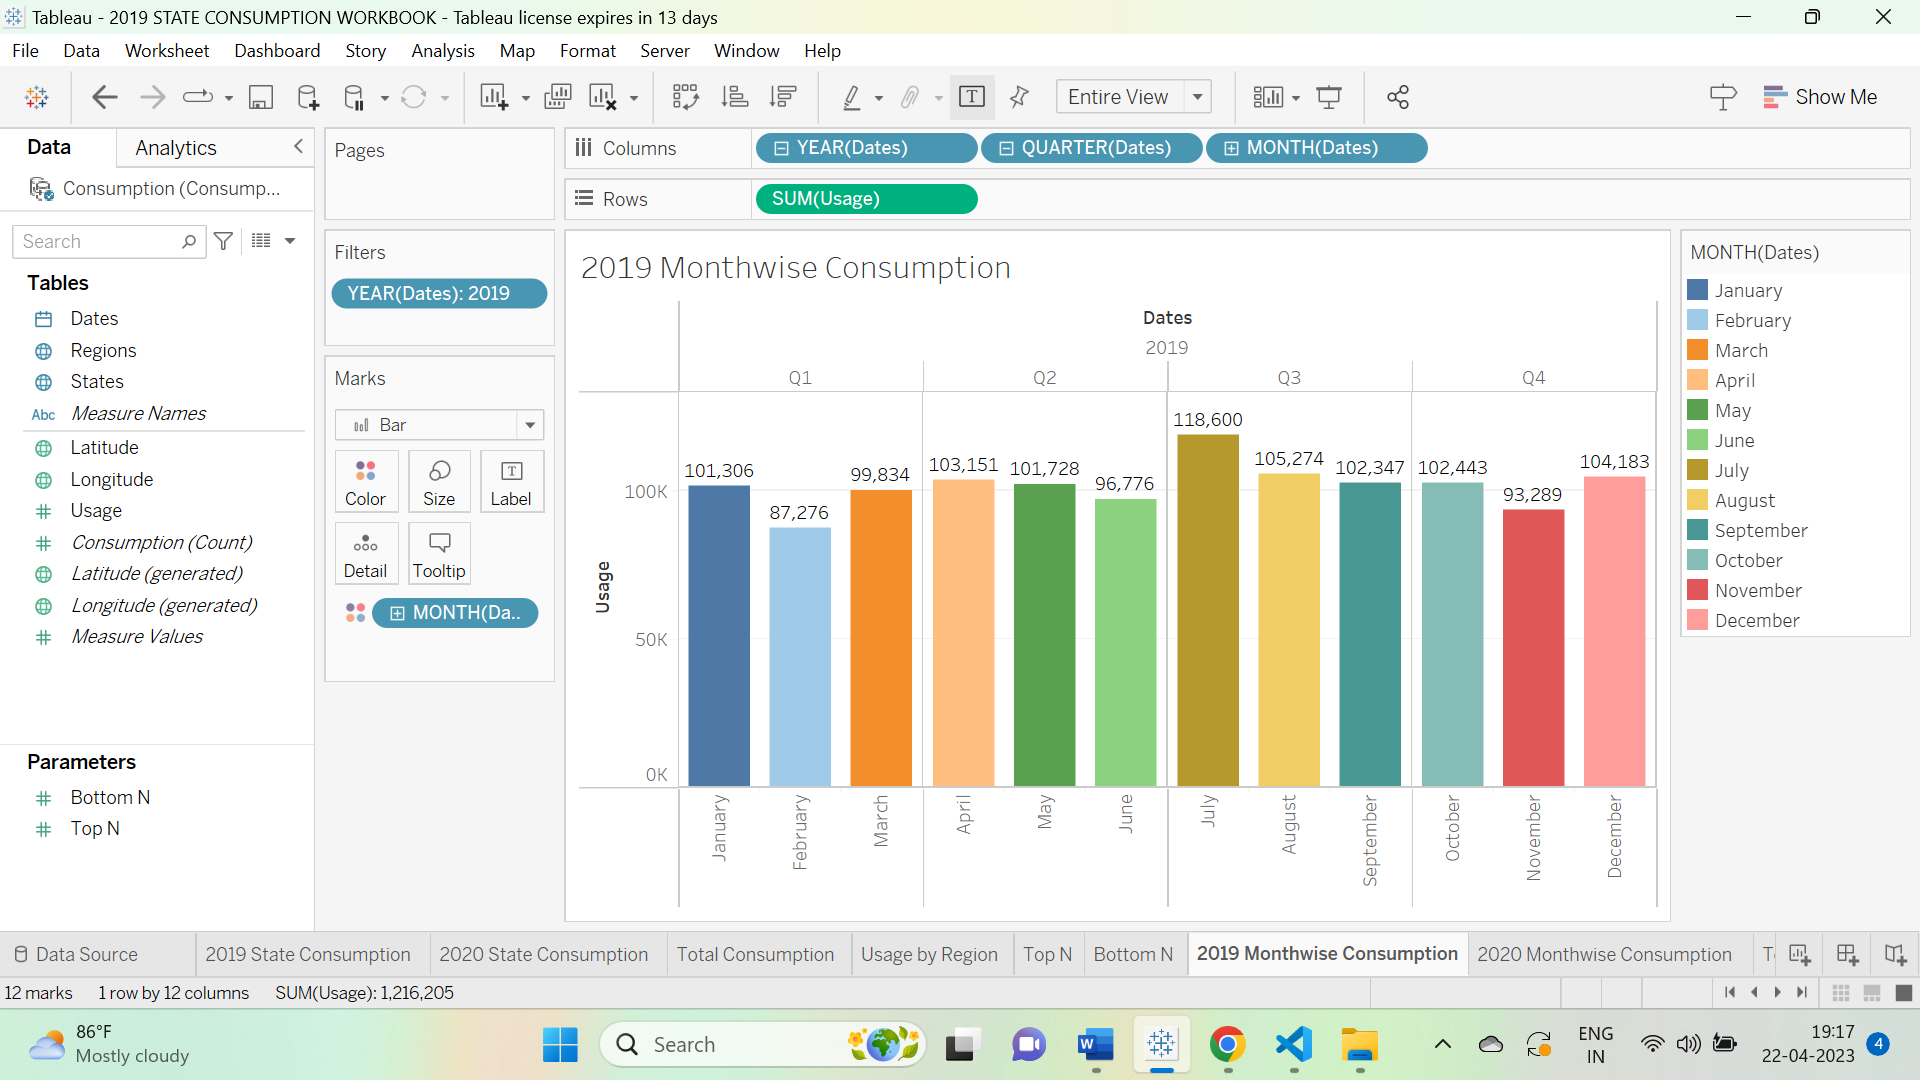 Tableau - 2019 STATE CONSUMPTION WORKBOOK - Tableau license expires in 13 days
File Data Worksheet Dashboard Story Analysis Map Format Server Window Help
Entire View
Show Me
Data Analytics
Consumption (Consump...
Search
Tables
Dates
Regions
States
Abc Measure Names
Latitude
Longitude
Usage
Consumption (Count)
Latitude (generated)
Longitude (generated)
Measure Values
Parameters
Bottom N
Top N
Pages
Filters
YEAR(Dates): 2019
Marks
Bar
Color Size Label
Detail Tooltip
MONTH(Da..
Columns YEAR(Dates) QUARTER(Dates) MONTH(Dates)
Rows SUM(Usage)
2019 Monthwise Consumption
Dates
2019
Q1 Q2 Q3 Q4
101,306 87,276 99,834 103,151 101,728 96,776 118,600 105,274 102,347 102,443 93,289 104,183
Usage
100K
50K
0K
January February March April May June July August September October November December
MONTH(Dates)
January
February
March
April
May
June
July
August
September
October
November
December
Data Source 2019 State Consumption 2020 State Consumption Total Consumption Usage by Region Top N Bottom N 2019 Monthwise Consumption 2020 Monthwise Consumption
12 marks 1 row by 12 columns SUM(Usage): 1,216,205
86°F
Mostly cloudy
Search
ENG
IN
19:17
22-04-2023
4